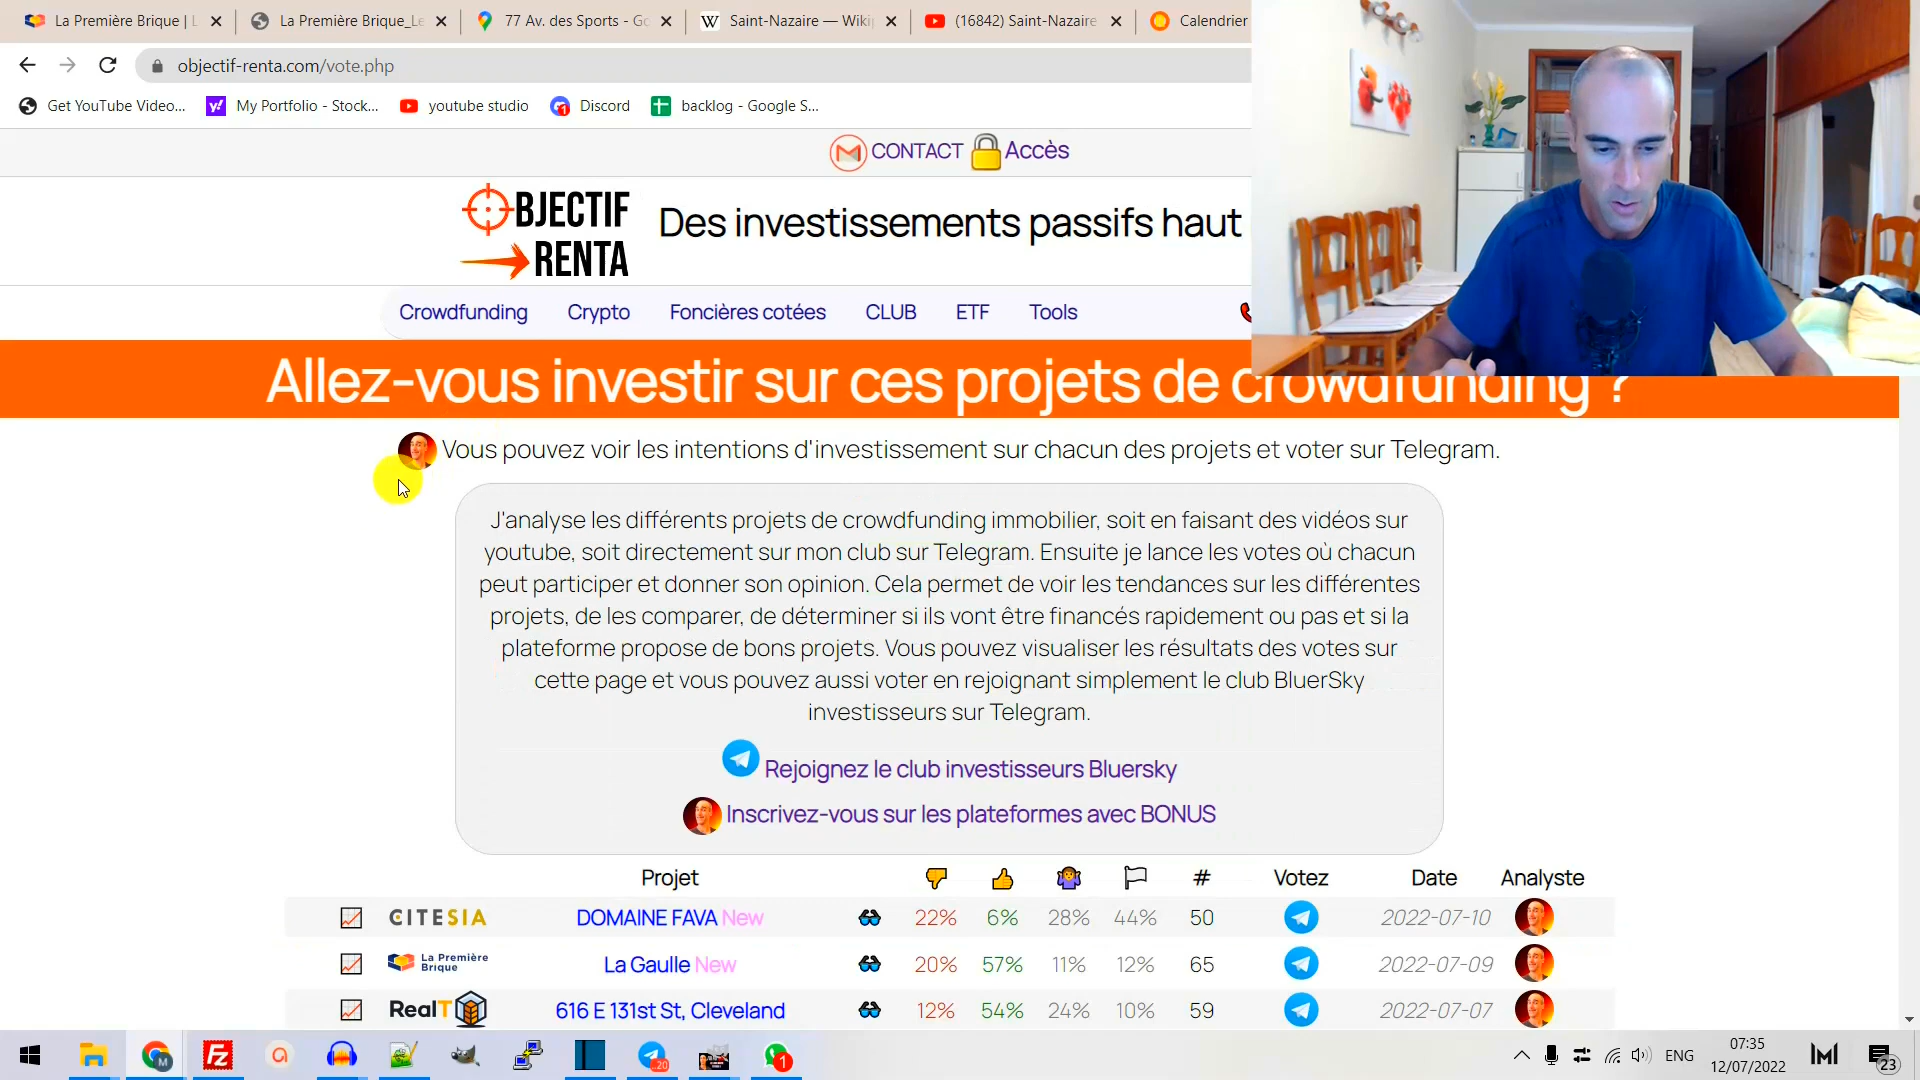 La Première Brique | L
La Première Brique_Le
77 Av. des Sports - Go
Saint-Nazaire — Wiki
(16842) Saint-Nazaire
Calendrier
objectif-renta.com/vote.php
Get YouTube Video...
My Portfolio - Stock...
youtube studio
Discord
backlog - Google S...
CONTACT Accès
OBJECTIF RENTA
Des investissements passifs haut
Crowdfunding Crypto Foncières cotées CLUB ETF Tools
Allez-vous investir sur ces projets de crowdfunding ?
Vous pouvez voir les intentions d'investissement sur chacun des projets et voter sur Telegram.
J'analyse les différents projets de crowdfunding immobilier, soit en faisant des vidéos sur
youtube, soit directement sur mon club sur Telegram. Ensuite je lance les votes où chacun
peut participer et donner son opinion. Cela permet de voir les tendances sur les différentes
projets, de les comparer, de déterminer si ils vont être financés rapidement ou pas et si la
plateforme propose de bons projets. Vous pouvez visualiser les résultats des votes sur
cette page et vous pouvez aussi voter en rejoignant simplement le club BluerSky
investisseurs sur Telegram.
Rejoignez le club investisseurs Bluersky
Inscrivez-vous sur les plateformes avec BONUS
Projet # Votez Date Analyste
CITESIA DOMAINE FAVA New 22% 6% 28% 44% 50 2022-07-10
La Première Brique La Gaulle New 20% 57% 11% 12% 65 2022-07-09
RealT 616 E 131st St, Cleveland 12% 54% 24% 10% 59 2022-07-07
ENG
07:35
12/07/2022
23